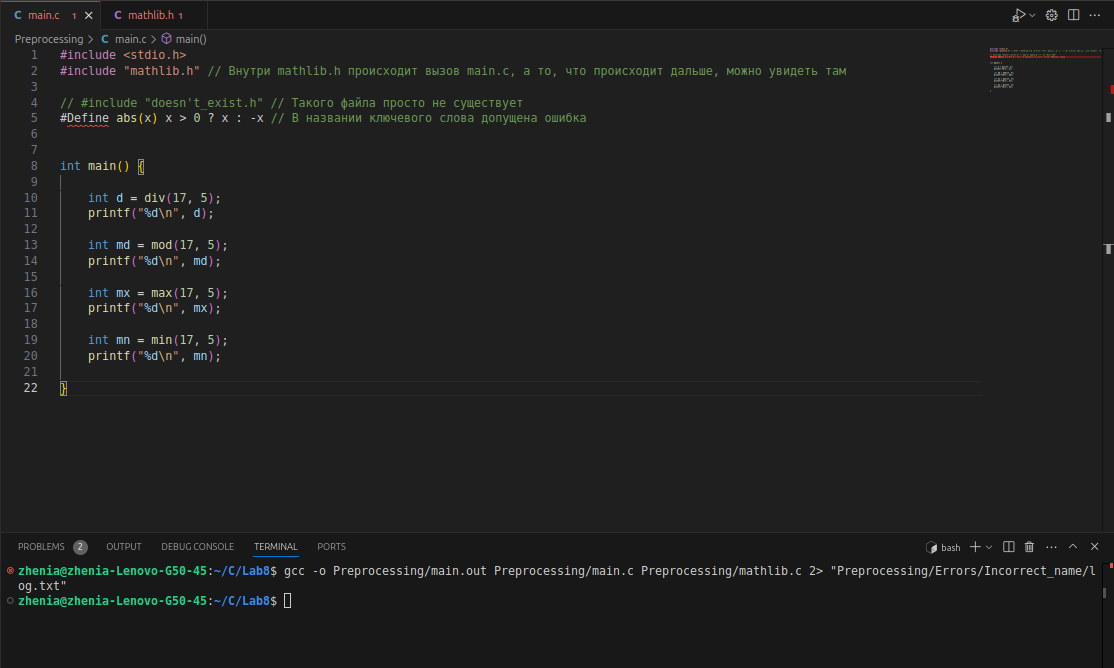 main.c 1 mathlib.h 1
Preprocessing > C main.c > main()
1 #include <stdio.h>
2 #include "mathlib.h" // Внутри mathlib.h происходит вызов main.c, а то, что происходит дальше, можно увидеть там
3
4 // #include "doesn't_exist.h" // Такого файла просто не существует
5 #Define abs(x) x > 0 ? x : -x // В названии ключевого слова допущена ошибка
6
7
8 int main() {
9
10 int d = div(17, 5);
11 printf("%d\n", d);
12
13 int md = mod(17, 5);
14 printf("%d\n", md);
15
16 int mx = max(17, 5);
17 printf("%d\n", mx);
18
19 int mn = min(17, 5);
20 printf("%d\n", mn);
21
22 }
PROBLEMS 2 OUTPUT DEBUG CONSOLE TERMINAL PORTS bash
zhenia@zhenia-Lenovo-G50-45:~/C/Lab8$ gcc -o Preprocessing/main.out Preprocessing/main.c Preprocessing/mathlib.c 2> "Preprocessing/Errors/Incorrect_name/l
og.txt"
zhenia@zhenia-Lenovo-G50-45:~/C/Lab8$